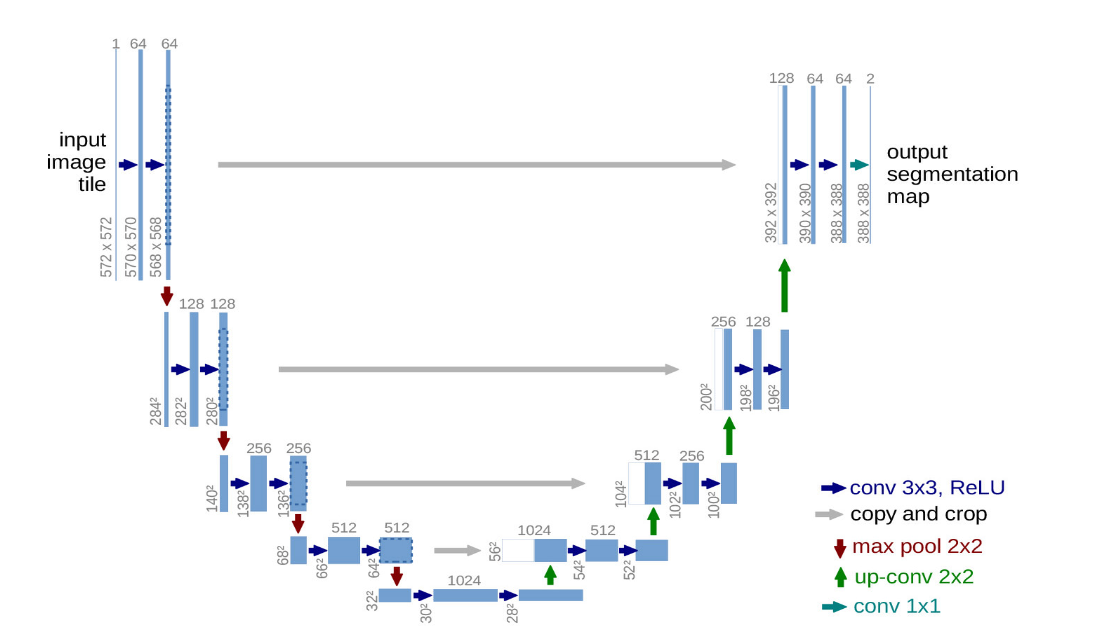 1 64 64
128 64 64 2
input
image
tile
output
segmentation
map
572 x 572
570 x 570
568 x 568
392 x 392
390 x 390
388 x 388
388 x 388
128 128
256 128
284²
282²
280²
200²
198²
196²
256 256
512 256
140²
138²
136²
104²
102²
100²
512 512
1024 512
68²
66²
64²
56²
54²
52²
1024
32²
30²
28²
conv 3x3, ReLU
copy and crop
max pool 2x2
up-conv 2x2
conv 1x1